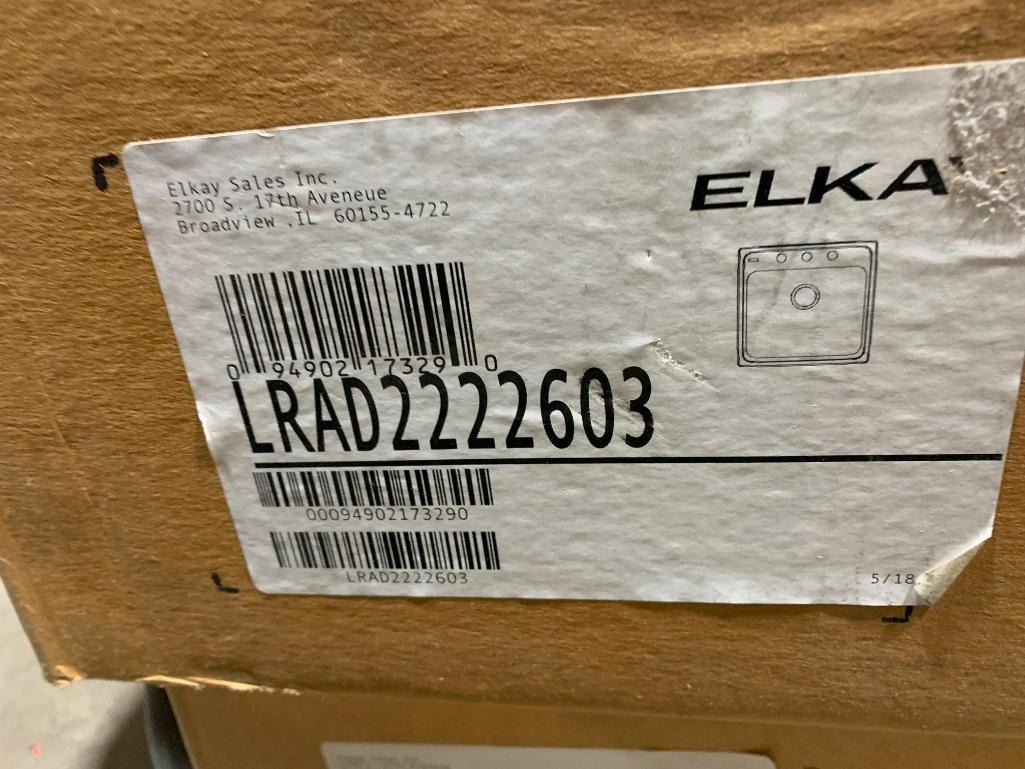 Elkay Sales Inc.
2700 S. 17th Aveneue
Broadview ,IL 60155-4722
ELKAY
0 94902 17329 0
LRAD2222603
00094902173290
LRAD2222603
5/18